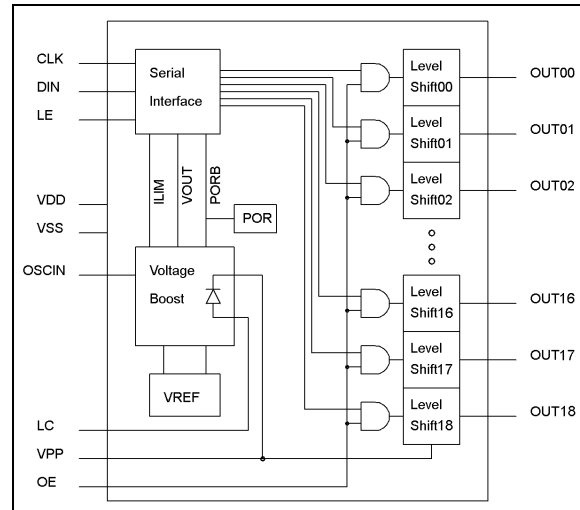 CLK
DIN
LE
VDD
VSS
OSCIN
LC
VPP
OE
Serial
Interface
ILIM
VOUT
PORB
POR
Voltage
Boost
VREF
Level
Shift00
Level
Shift01
Level
Shift02
Level
Shift16
Level
Shift17
Level
Shift18
OUT00
OUT01
OUT02
OUT16
OUT17
OUT18